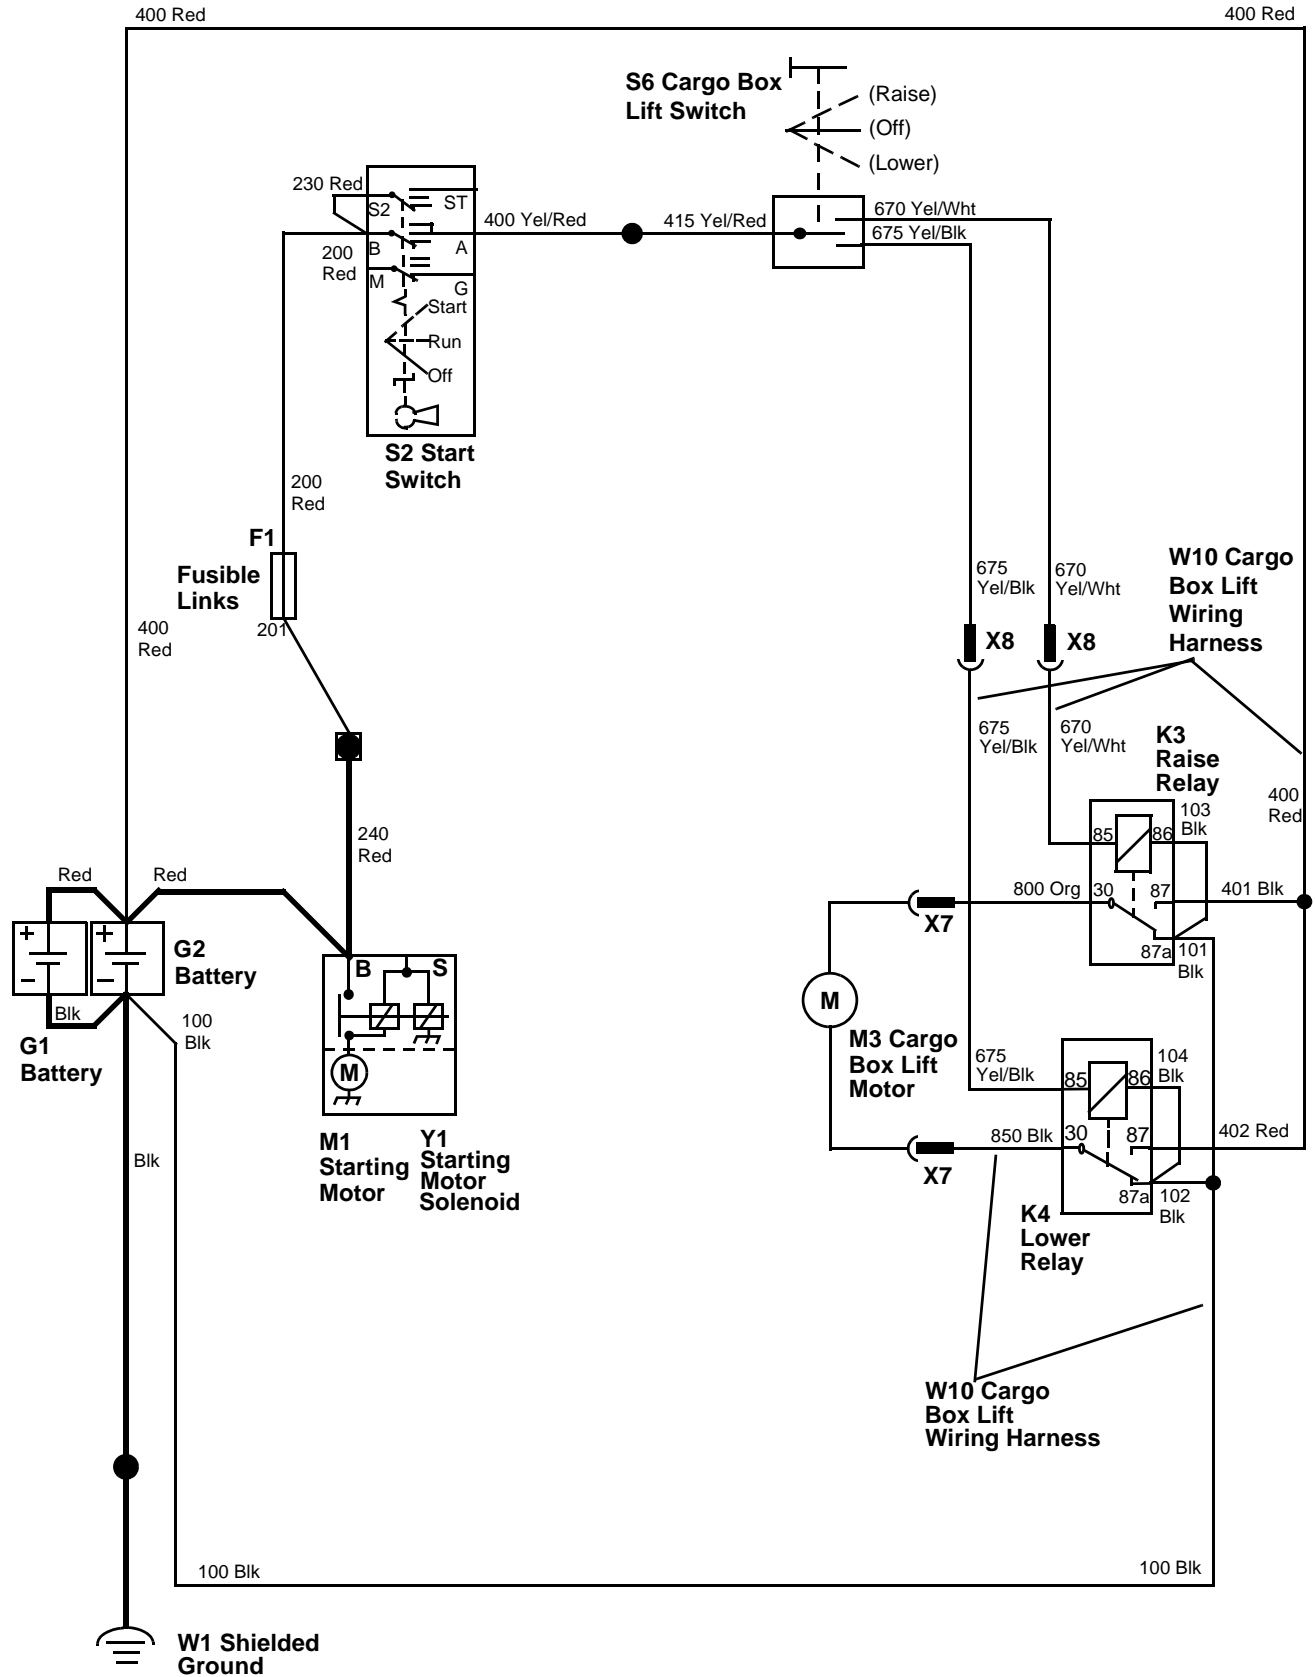 400 Red
400 Red
S6 Cargo Box
Lift Switch
(Raise)
(Off)
(Lower)
230 Red
S2
ST
400 Yel/Red
415 Yel/Red
670 Yel/Wht
675 Yel/Blk
200
Red
B
A
M
G
Start
Run
Off
S2 Start
Switch
200
Red
F1
Fusible
Links
201
400
Red
675
Yel/Blk
670
Yel/Wht
W10 Cargo
Box Lift
Wiring
Harness
X8
X8
675
Yel/Blk
670
Yel/Wht
K3
Raise
Relay
400
Red
103
Blk
85
86
240
Red
Red
Red
800 Org
30
87
401 Blk
X7
87a
101
Blk
+
–
+
–
G2
Battery
B
S
M
M3 Cargo
Box Lift
Motor
Blk
100
Blk
G1
Battery
M
675
Yel/Blk
85
86
104
Blk
M1
Starting
Motor
Y1
Starting
Motor
Solenoid
Blk
850 Blk
30
87
402 Red
X7
87a
102
Blk
K4
Lower
Relay
W10 Cargo
Box Lift
Wiring Harness
100 Blk
100 Blk
W1 Shielded
Ground